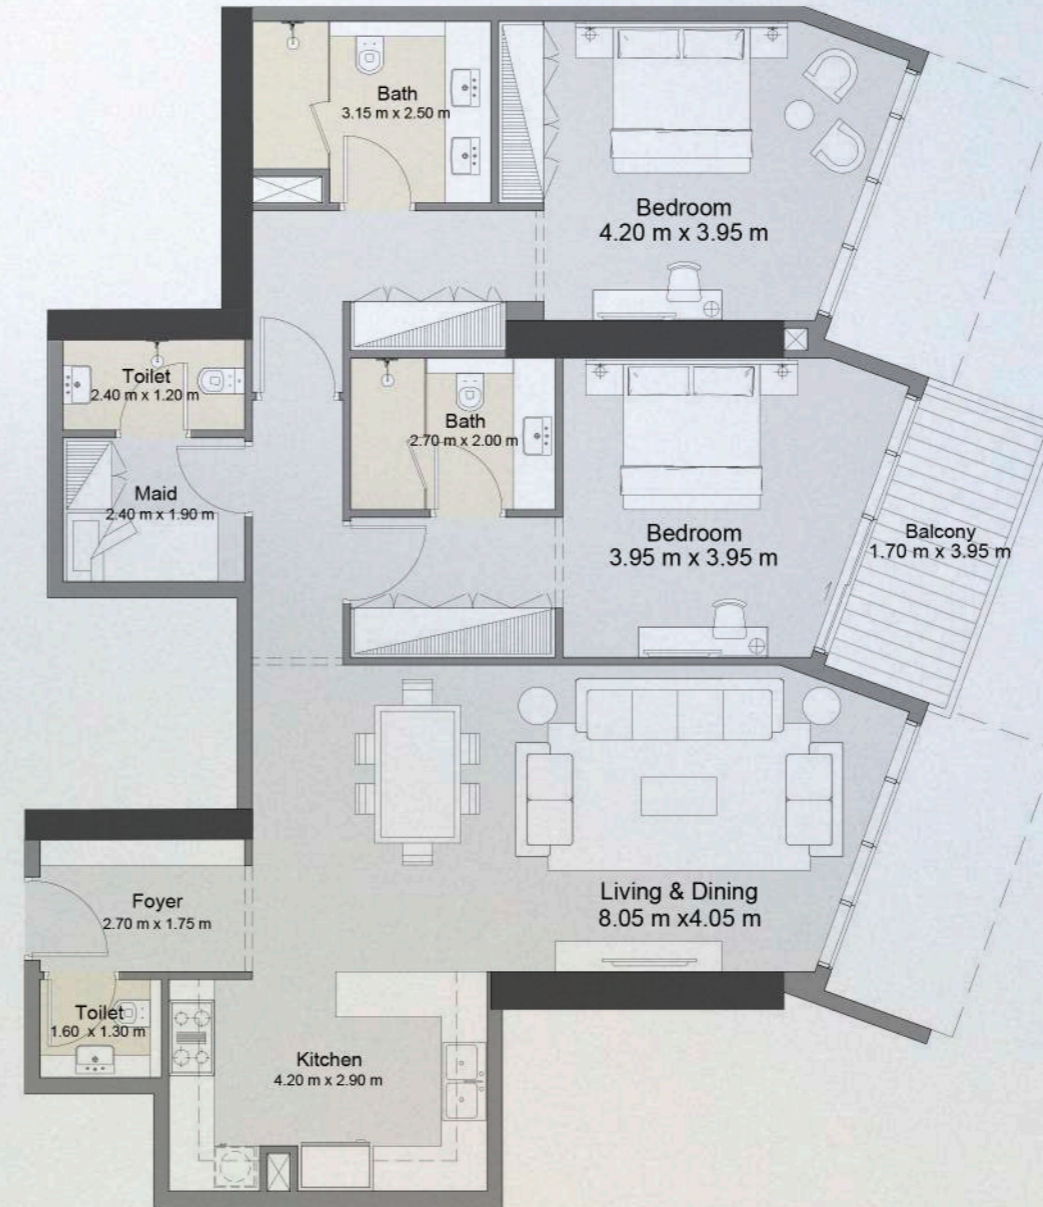 Bath
3.15 m x 2.50 m
Bedroom
4.20 m x 3.95 m
Toilet
2.40 m x 1.20 m
Bath
2.70 m x 2.00 m
Maid
2.40 m x 1.90 m
Bedroom
3.95 m x 3.95 m
Balcony
1.70 m x 3.95 m
Living & Dining
8.05 m x4.05 m
Foyer
2.70 m x 1.75 m
Toilet
1.60 x 1.30 m
Kitchen
4.20 m x 2.90 m